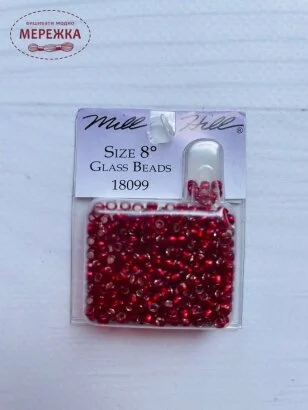 вишивати модно
МЕРЕЖКА
Mill Hill®
SIZE 8°
GLASS BEADS
18099